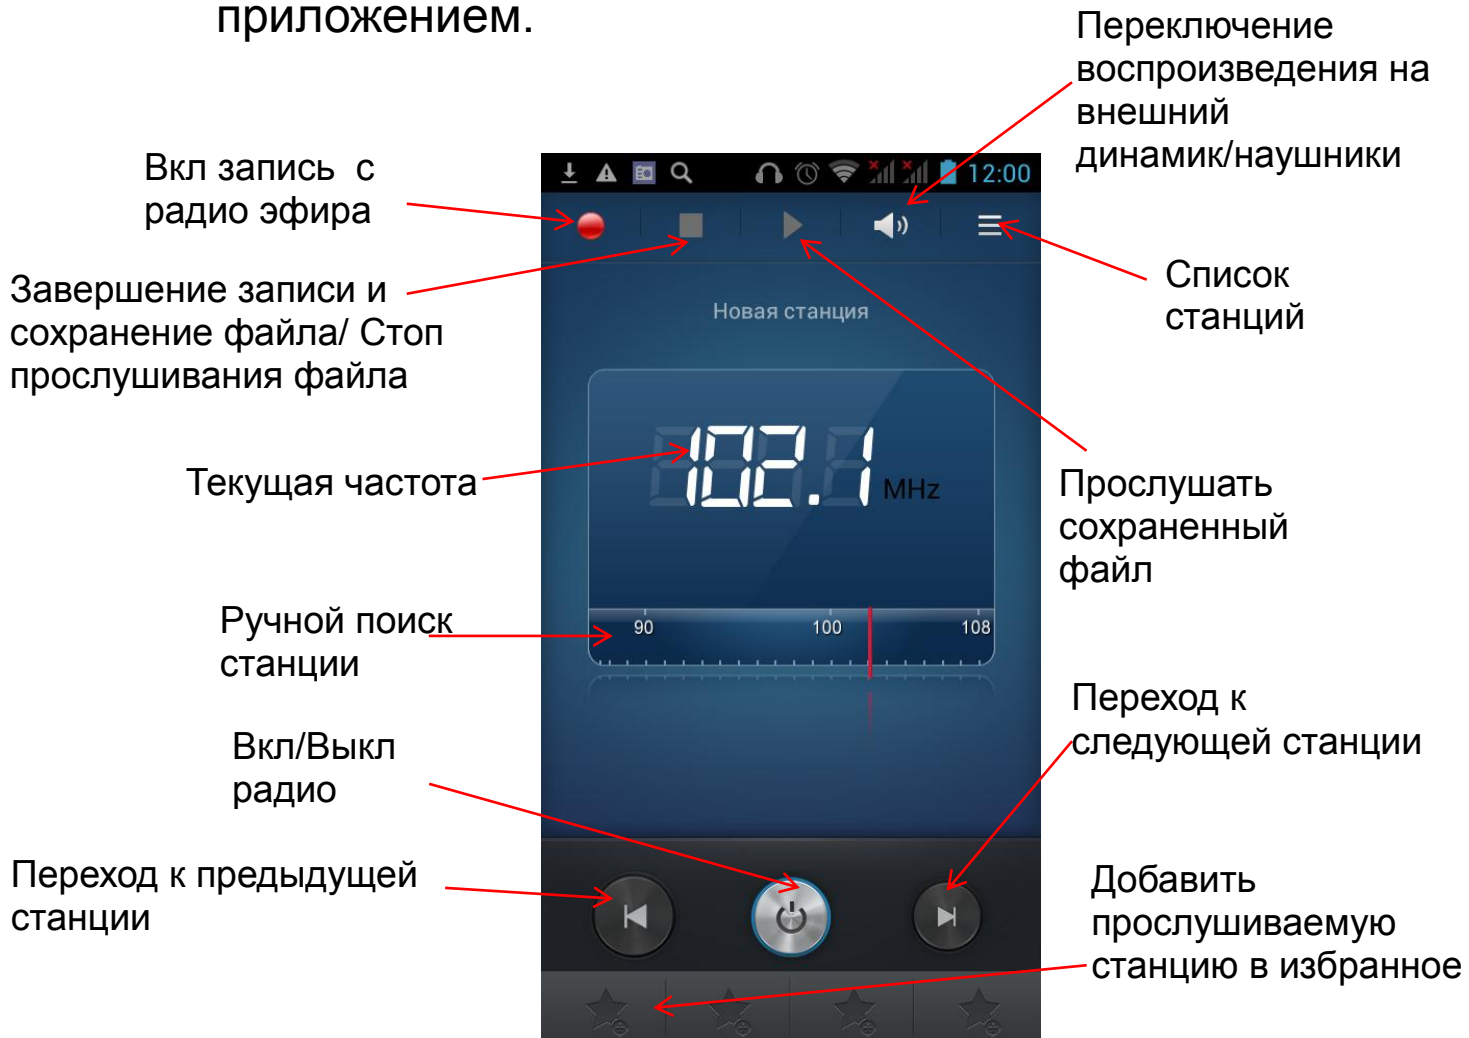 приложением.
Переключение
воспроизведения на
внешний
динамик/наушники
Вкл запись с
радио эфира
12:00
Завершение записи и
сохранение файла/ Стоп
прослушивания файла
Список
станций
Новая станция
Текущая частота
102.1
MHz
Прослушать
сохраненный
файл
Ручной поиск
станции
90 100 108
Переход к
следующей станции
Вкл/Выкл
радио
Переход к предыдущей
станции
Добавить
прослушиваемую
станцию в избранное